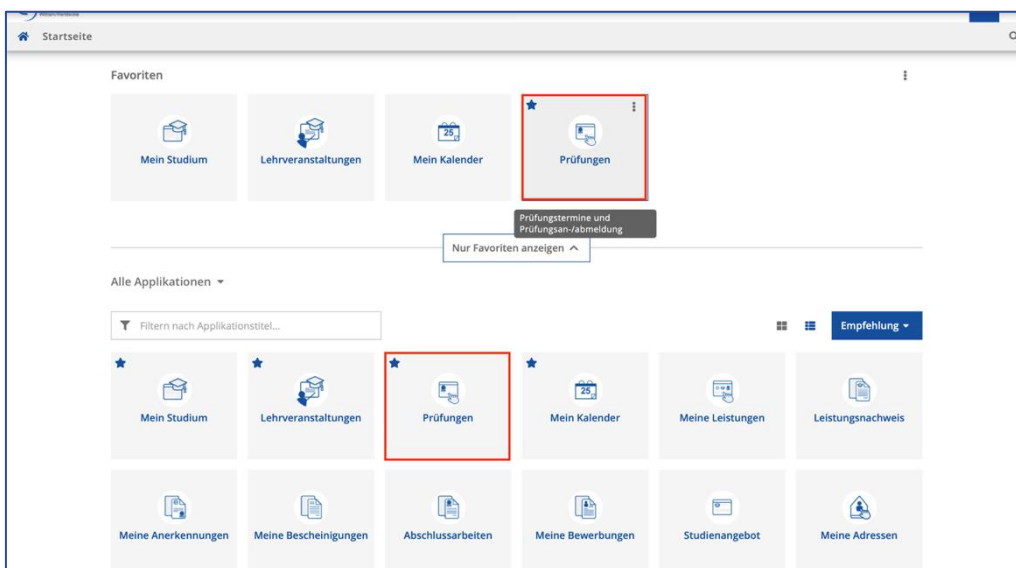 Startseite
Favoriten
Mein Studium
Lehrveranstaltungen
Mein Kalender
Prüfungen
Prüfungstermine und
Prüfungsan-/abmeldung
Nur Favoriten anzeigen
Alle Applikationen
Filtern nach Applikationstitel...
Empfehlung
Mein Studium
Lehrveranstaltungen
Prüfungen
Mein Kalender
Meine Leistungen
Leistungsnachweis
Meine Anerkennungen
Meine Bescheinigungen
Abschlussarbeiten
Meine Bewerbungen
Studienangebot
Meine Adressen